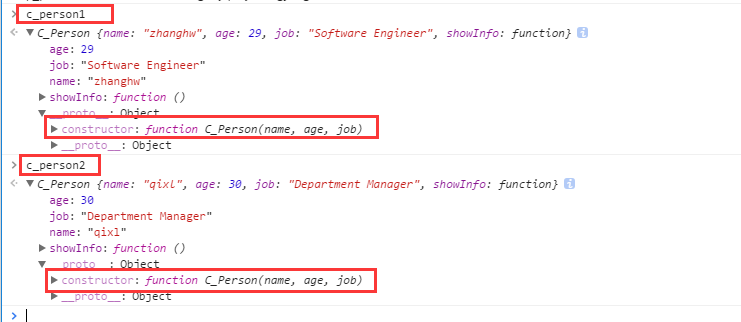 c_person1
C_Person {name: "zhanghw", age: 29, job: "Software Engineer", showInfo: function}
age: 29
job: "Software Engineer"
name: "zhanghw"
showInfo: function ()
__proto__: Object
constructor: function C_Person(name, age, job)
__proto__: Object
c_person2
C_Person {name: "qixl", age: 30, job: "Department Manager", showInfo: function}
age: 30
job: "Department Manager"
name: "qixl"
showInfo: function ()
__proto__: Object
constructor: function C_Person(name, age, job)
__proto__: Object